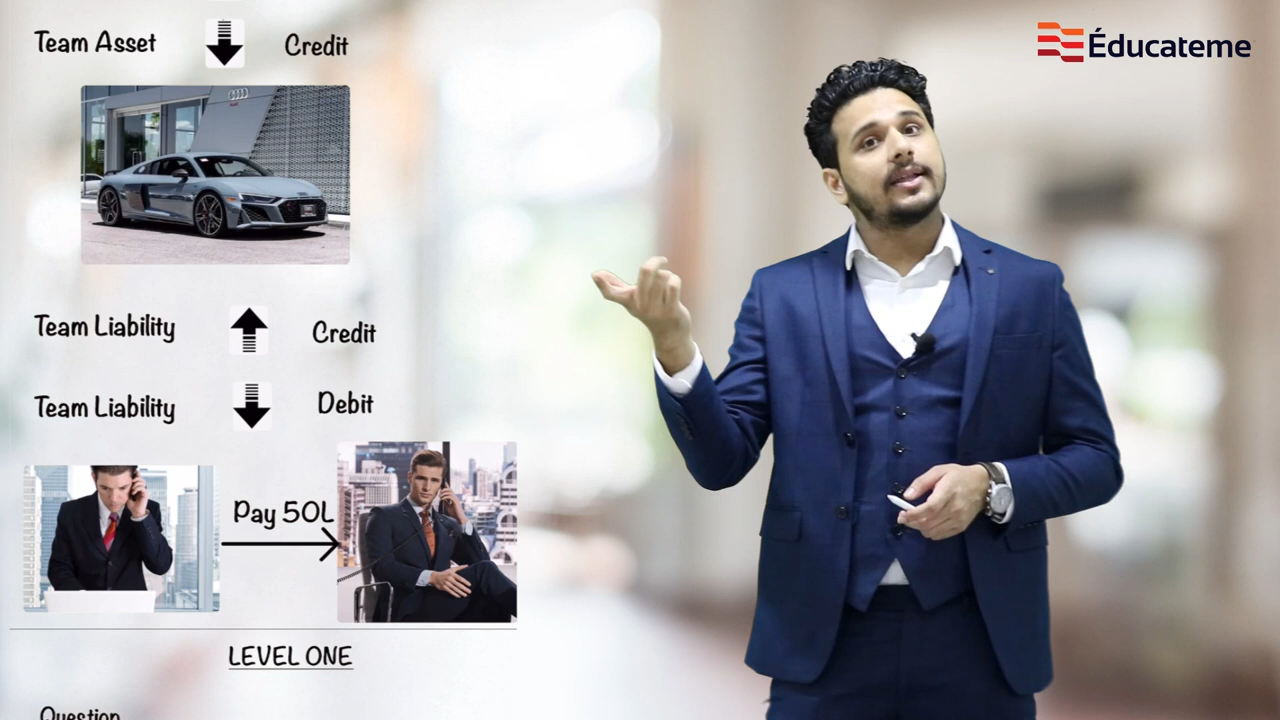 Team Asset Credit
Éducateme
Team Liability Credit
Team Liability Debit
Pay 50L
LEVEL ONE
Question